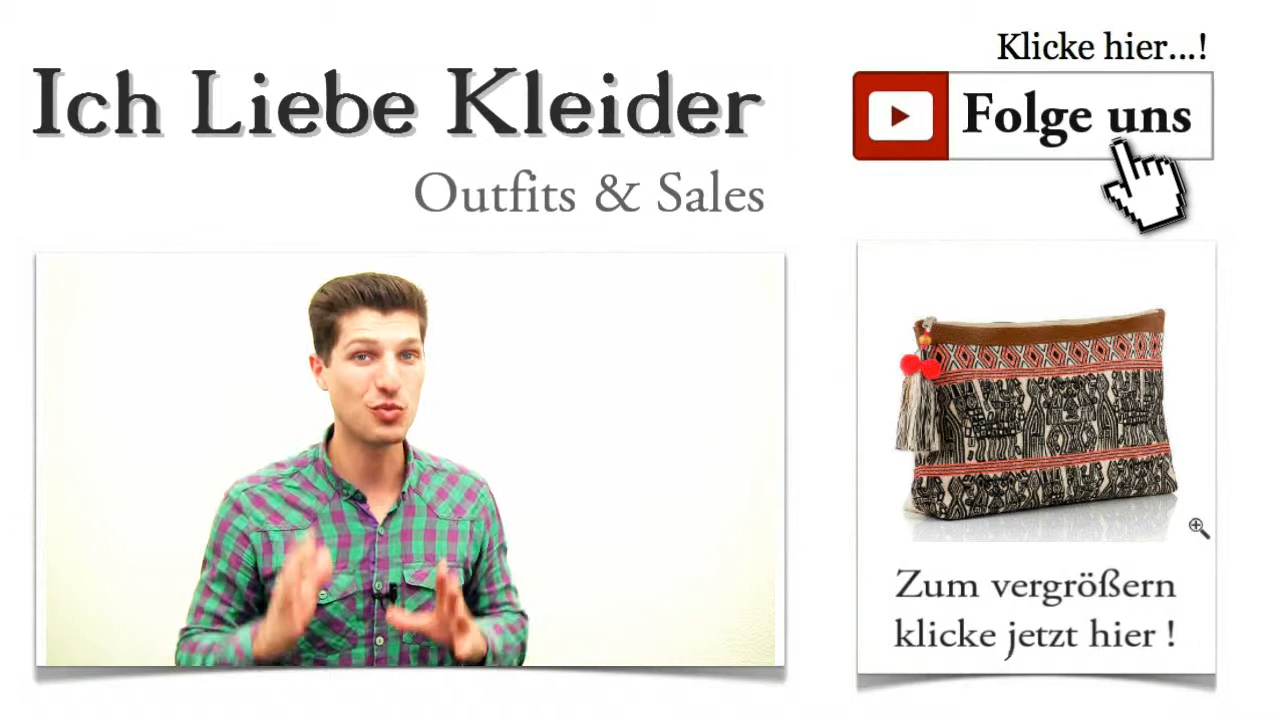 Ich Liebe Kleider
Outfits & Sales
Klicke hier...!
Folge uns
Zum vergrößern
klicke jetzt hier !